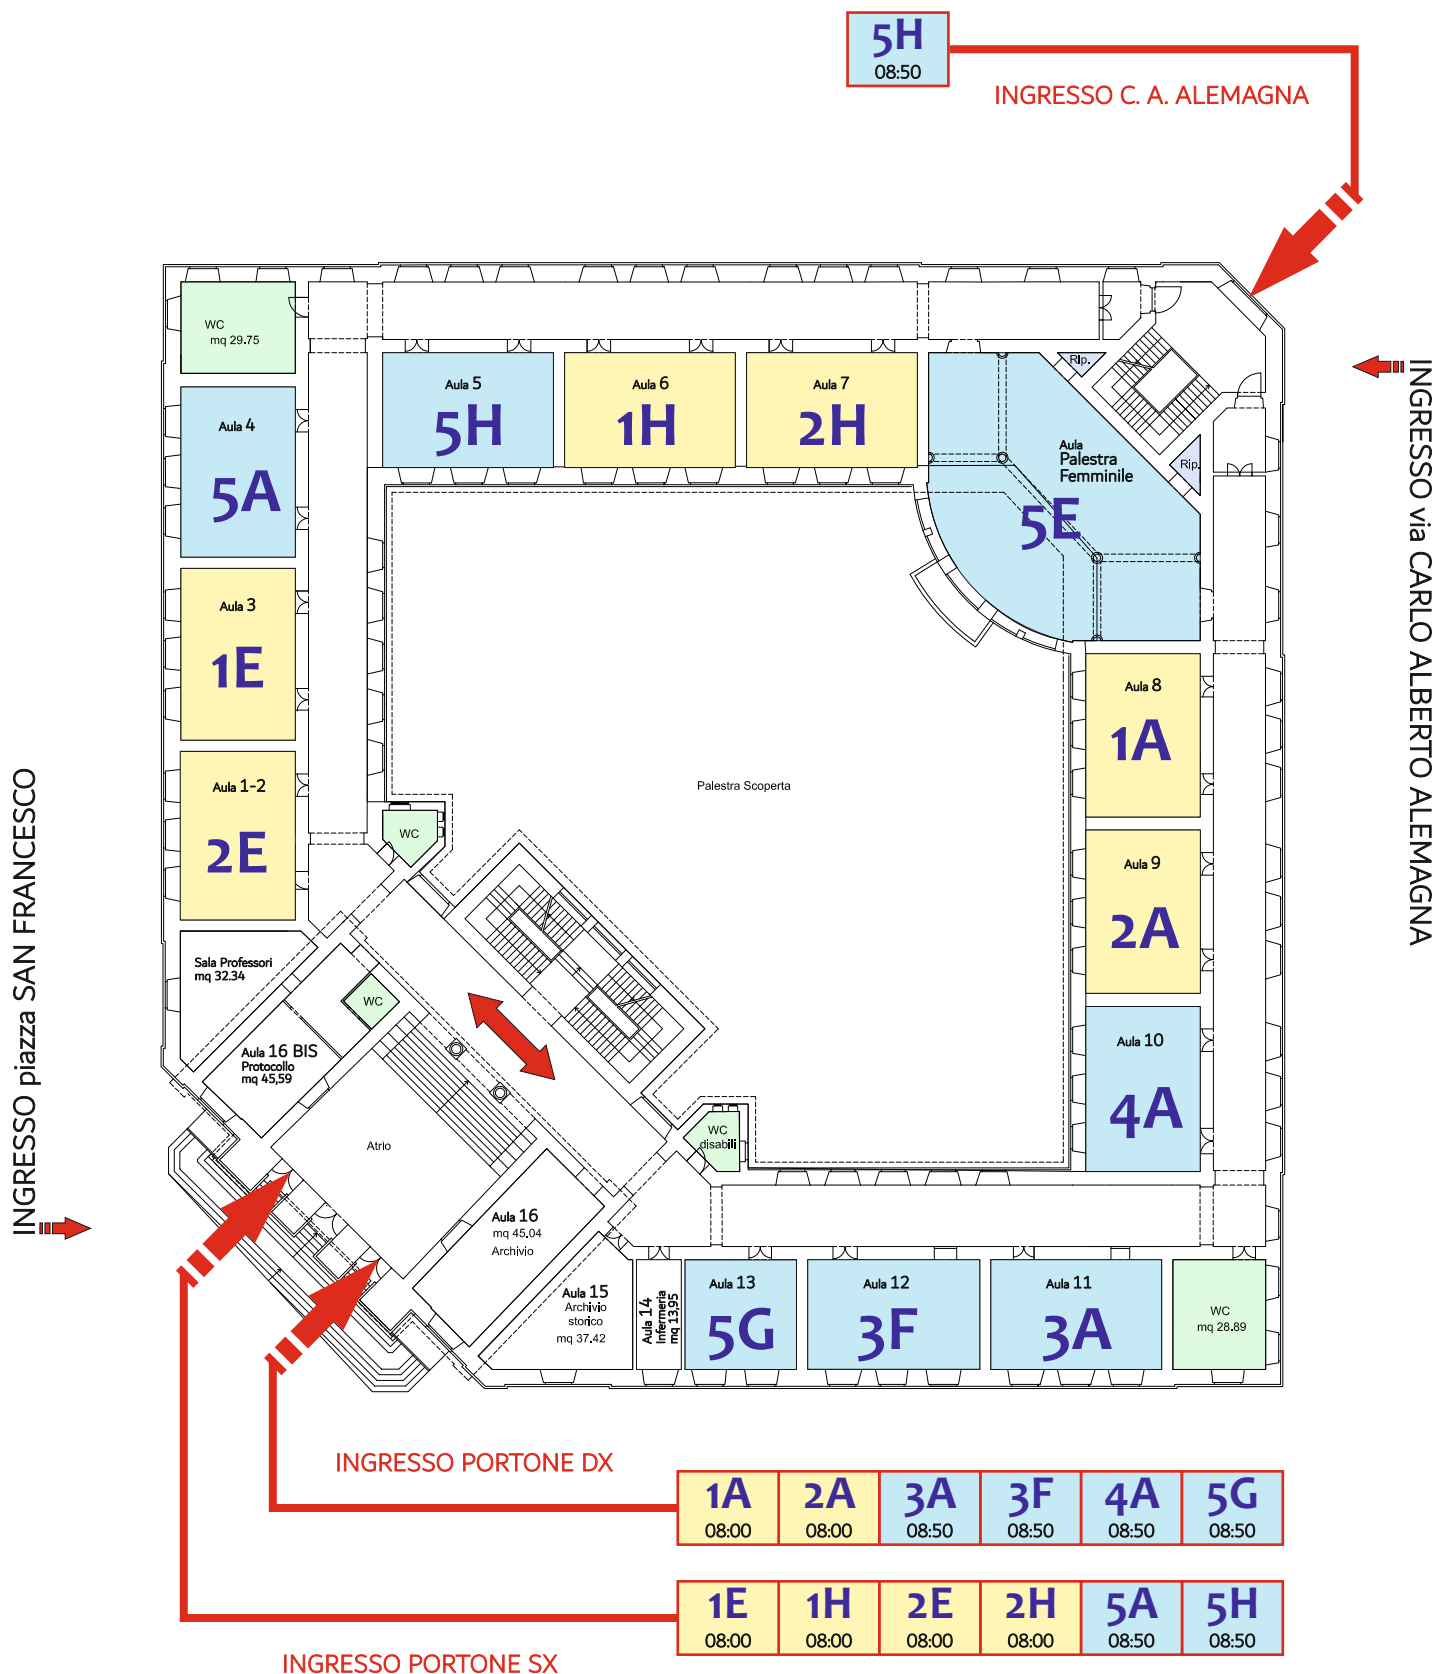 5H
08:50
INGRESSO C. A. ALEMAGNA
WC
mq 29.75
Aula 5
5H
Aula 6
1H
Aula 7
2H
Rip.
Aula
Palestra
Femminile
5E
Rip.
INGRESSO via CARLO ALBERTO ALEMAGNA
Aula 4
5A
Aula 3
1E
Aula 1-2
2E
Aula 8
1A
Palestra Scoperta
WC
Aula 9
2A
INGRESSO piazza SAN FRANCESCO
Sala Professori
mq 32.34
WC
Aula 16 BIS
Protocollo
mq 45,59
Aula 10
4A
Atrio
WC
disabili
Aula 16
mq 45.04
Archivio
Aula 15
Archivio
storico
mq 37.42
Aula 14
Infermeria
mq 13,95
Aula 13
5G
Aula 12
3F
Aula 11
3A
WC
mq 28.89
INGRESSO PORTONE DX
1A 2A 3A 3F 4A 5G
08:00 08:00 08:50 08:50 08:50 08:50
1E 1H 2E 2H 5A 5H
08:00 08:00 08:00 08:00 08:50 08:50
INGRESSO PORTONE SX